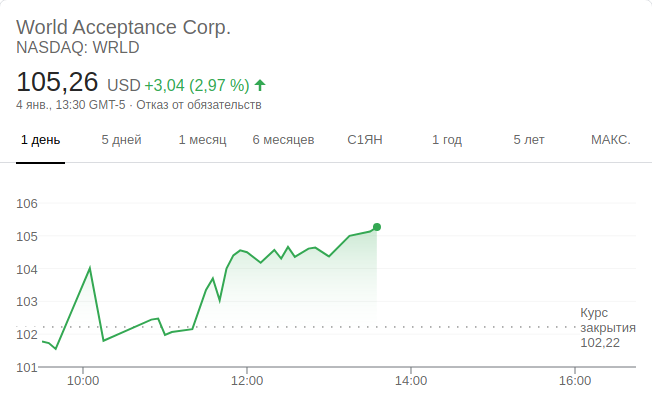 World Acceptance Corp.
NASDAQ: WRLD
105,26 USD +3,04 (2,97 %)
4 янв., 13:30 GMT-5 · Отказ от обязательств
1 день 5 дней 1 месяц 6 месяцев С1ЯН 1 год 5 лет МАКС.
106
105
104
103
102
101
Курс
закрытия
102,22
10:00 12:00 14:00 16:00